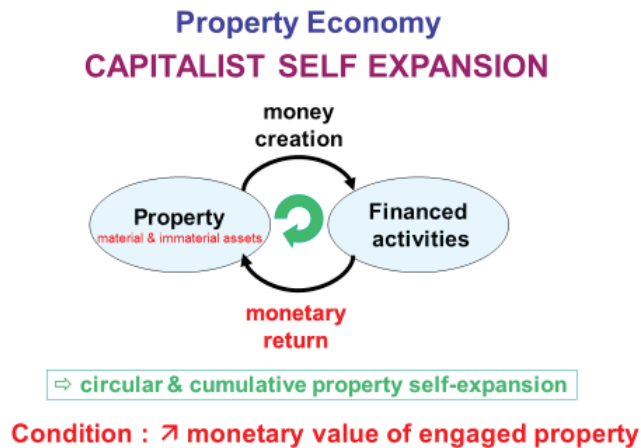 Property Economy
CAPITALIST SELF EXPANSION
money
creation
Property
material & immaterial assets
Financed
activities
monetary
return
⇨ circular & cumulative property self-expansion
Condition : ↗ monetary value of engaged property